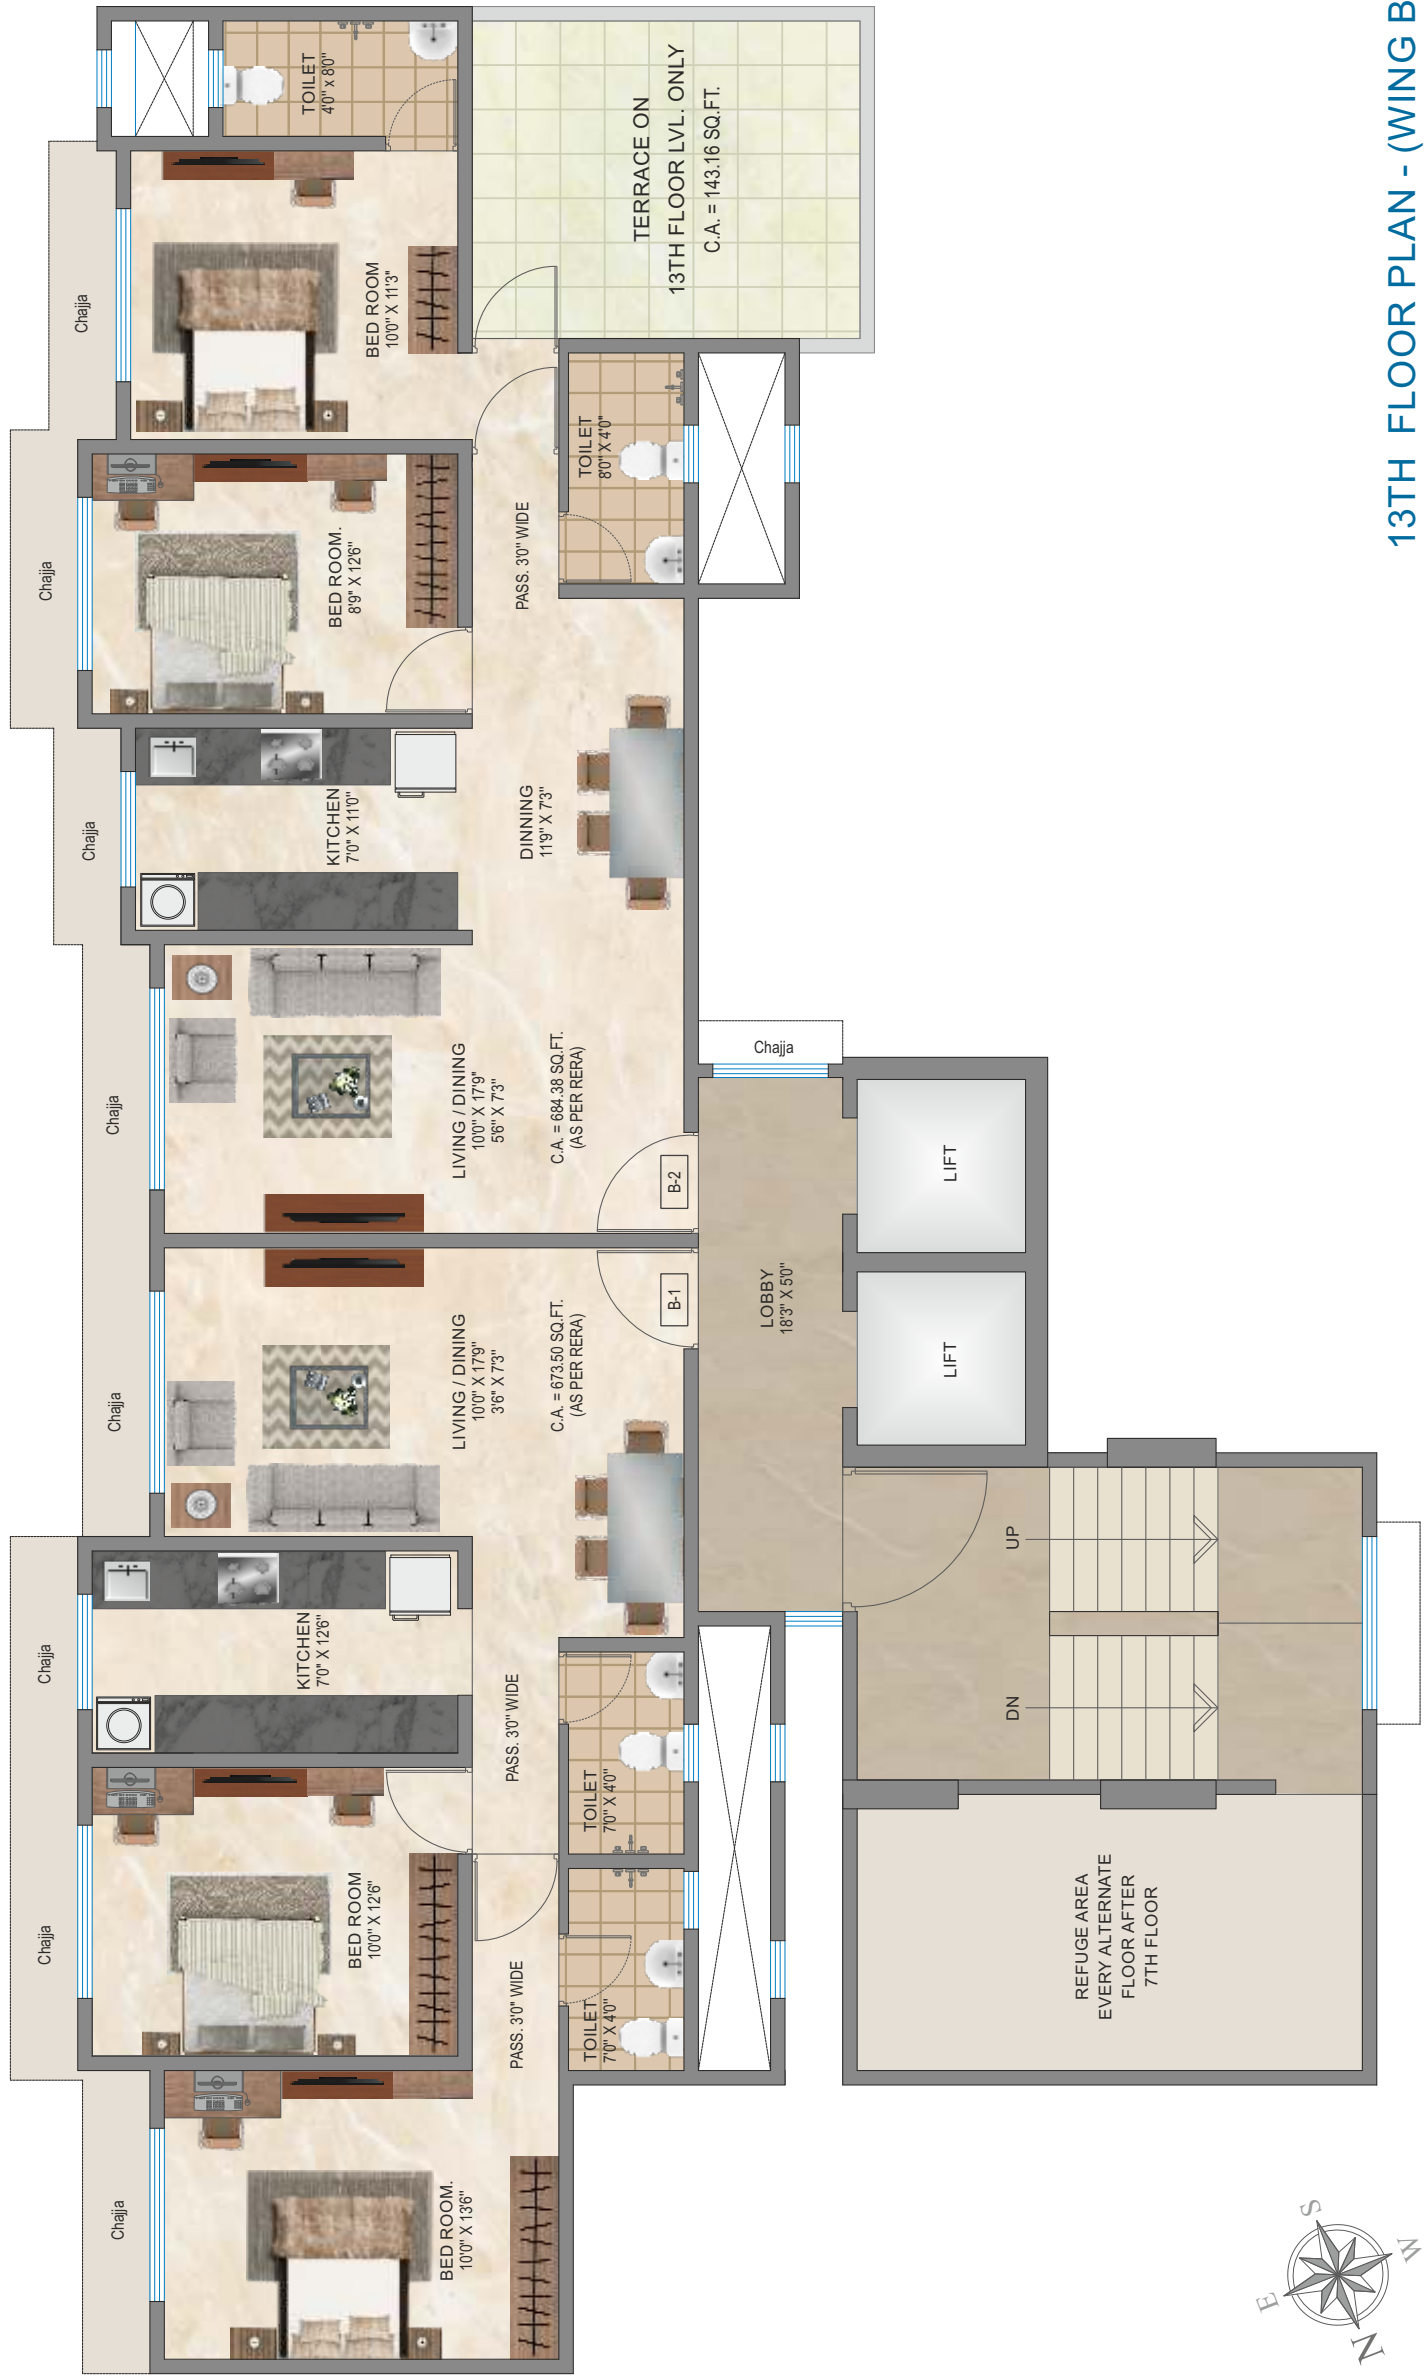 13TH FLOOR PLAN - (WING B
TOILET
4'0" x 8'0"
TERRACE ON
13TH FLOOR LVL. ONLY
C.A. = 143.16 SQ.FT.
Chajja
BED ROOM
10'0" X 11'3"
TOILET
8'0" X 4'0"
Chajja
BED ROOM.
8'9" X 12'6"
PASS. 3'0" WIDE
Chajja
KITCHEN
7'0" X 11'0"
DINNING
11'9" X 7'3"
Chajja
LIVING / DINING
10'0" X 17'9"
5'6" X 7'3"
C.A. = 684.38 SQ.FT.
(AS PER RERA)
B-2
Chajja
LIFT
LOBBY
18'3" X 5'0"
LIFT
Chajja
LIVING / DINING
10'0" X 17'9"
3'6" X 7'3"
C.A. = 673.50 SQ.FT.
(AS PER RERA)
B-1
UP
DN
Chajja
KITCHEN
7'0" X 12'6"
PASS. 3'0" WIDE
TOILET
7'0" X 4'0"
Chajja
BED ROOM
10'0" X 12'6"
PASS. 3'0" WIDE
TOILET
7'0" X 4'0"
REFUGE AREA
EVERY ALTERNATE
FLOOR AFTER
7TH FLOOR
Chajja
BED ROOM.
10'0" X 13'6"
S
W
E
N